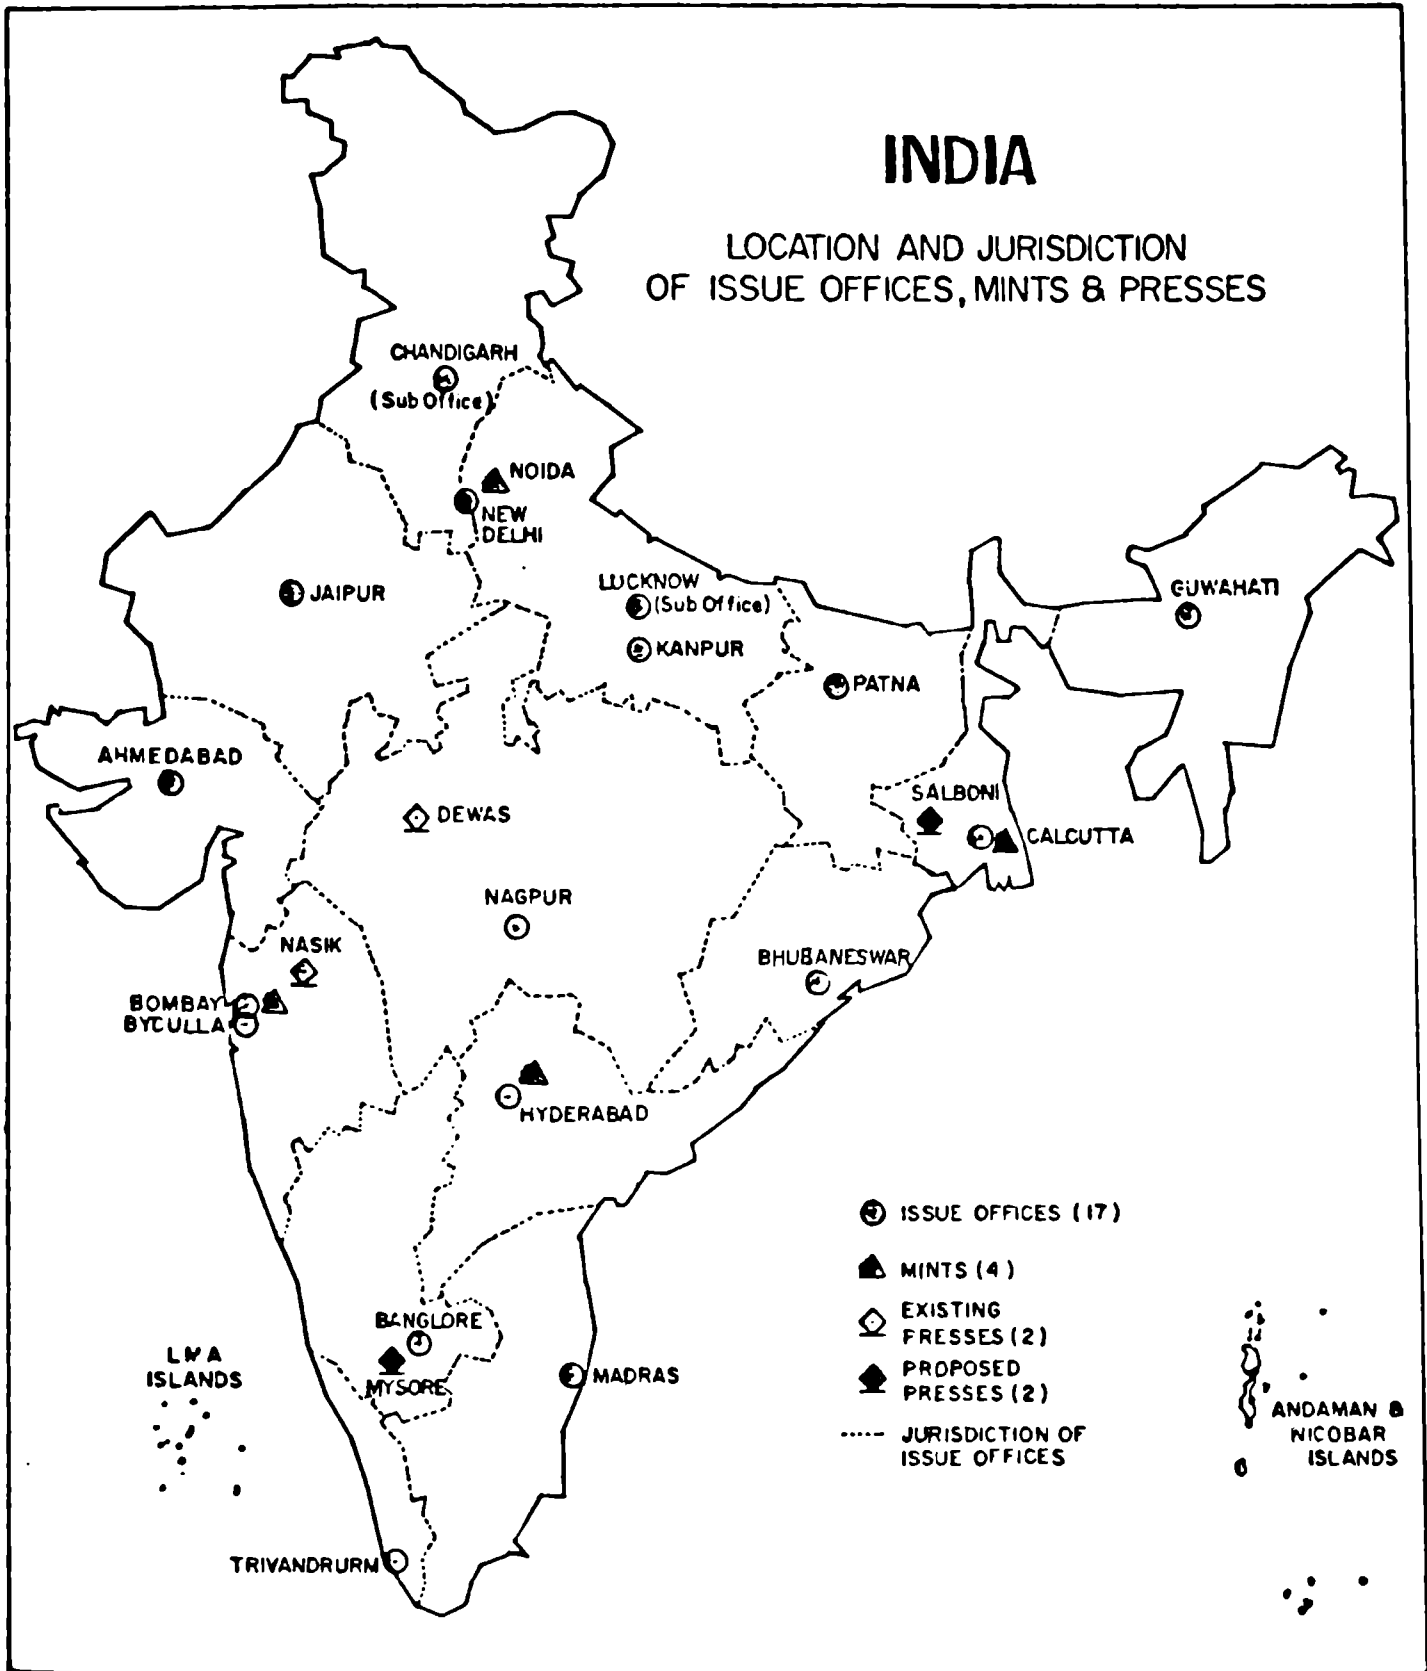 INDIA
LOCATION AND JURISDICTION
OF ISSUE OFFICES, MINTS & PRESSES
CHANDIGARH
(Sub Office)
NOIDA
NEW
DELHI
JAIPUR
LUCKNOW
(Sub Office)
KANPUR
GUWAHATI
PATNA
AHMEDABAD
DEWAS
SALBONI
CALCUTTA
NAGPUR
NASIK
BHUBANESWAR
BOMBAY
BYCULLA
HYDERABAD
ISSUE OFFICES (17)
MINTS (4)
EXISTING
PRESSES (2)
PROPOSED
PRESSES (2)
JURISDICTION OF
ISSUE OFFICES
BANGLORE
MYSORE
MADRAS
L M A
ISLANDS
ANDAMAN &
NICOBAR
ISLANDS
TRIVANDRURM